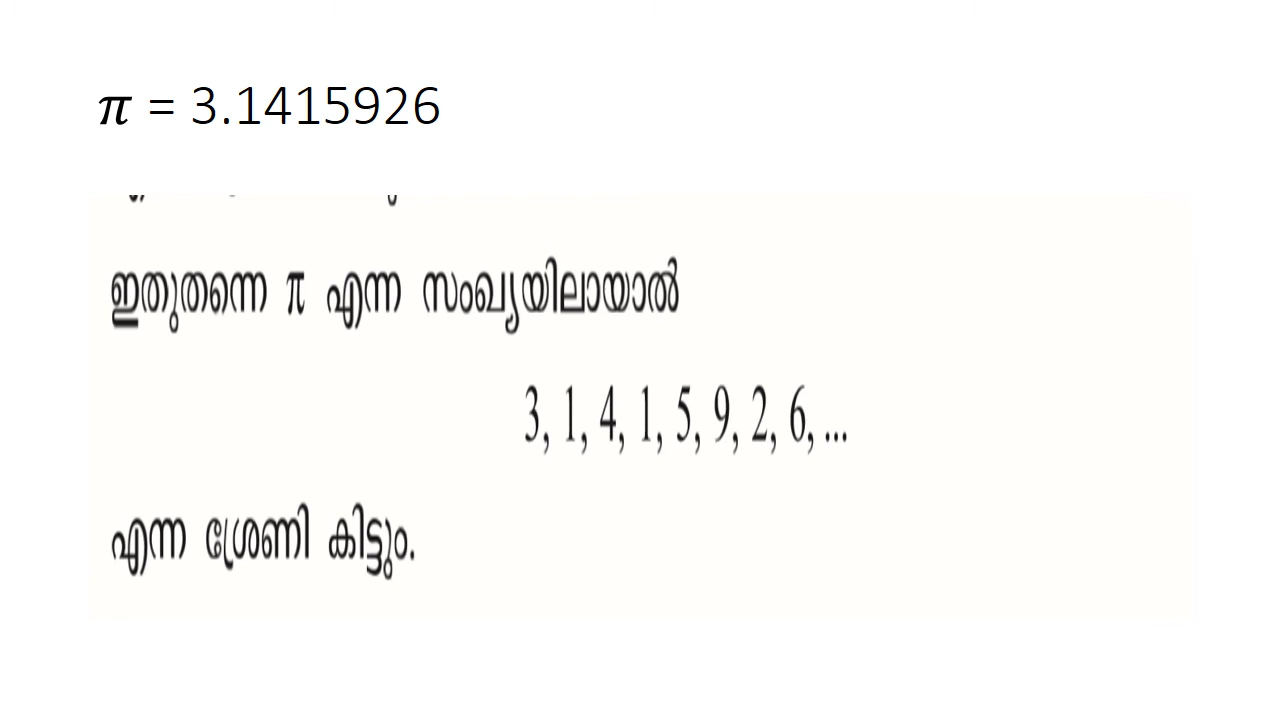 π = 3.1415926
ഇതുതന്നെ π എന്ന സംഖ്യയിലായാൽ
3, 1, 4, 1, 5, 9, 2, 6, ...
എന്ന ശ്രേണി കിട്ടും.